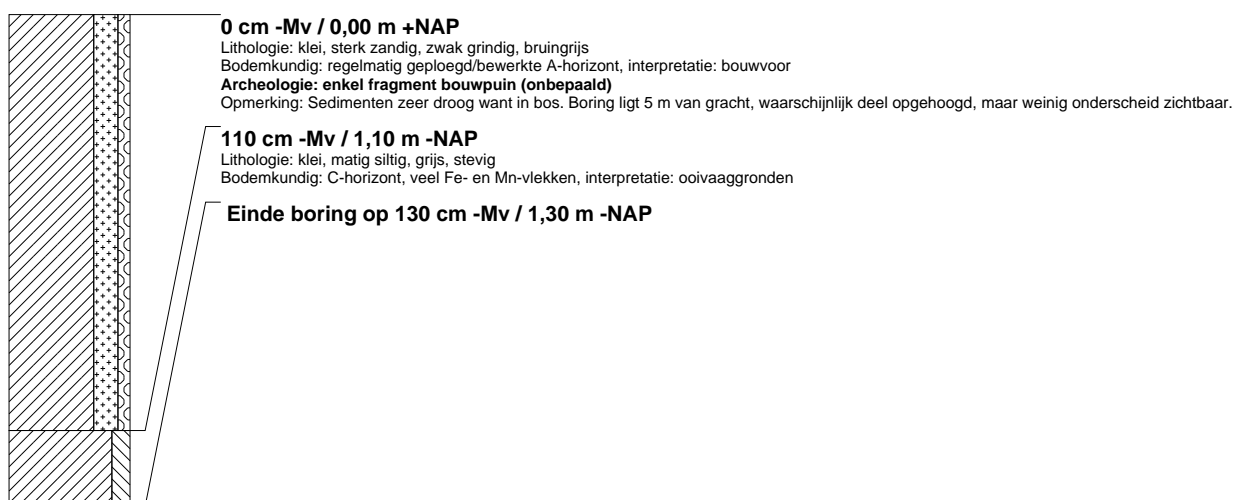 0 cm -Mv / 0,00 m +NAP
Lithologie: klei, sterk zandig, zwak grindig, bruingrijs
Bodemkundig: regelmatig geploegd/bewerkte A-horizont, interpretatie: bouwvoor
Archeologie: enkel fragment bouwpuin (onbepaald)
Opmerking: Sedimenten zeer droog want in bos. Boring ligt 5 m van gracht, waarschijnlijk deel opgehoogd, maar weinig onderscheid zichtbaar.
110 cm -Mv / 1,10 m -NAP
Lithologie: klei, matig siltig, grijs, stevig
Bodemkundig: C-horizont, veel Fe- en Mn-vlekken, interpretatie: ooivaaggronden
Einde boring op 130 cm -Mv / 1,30 m -NAP